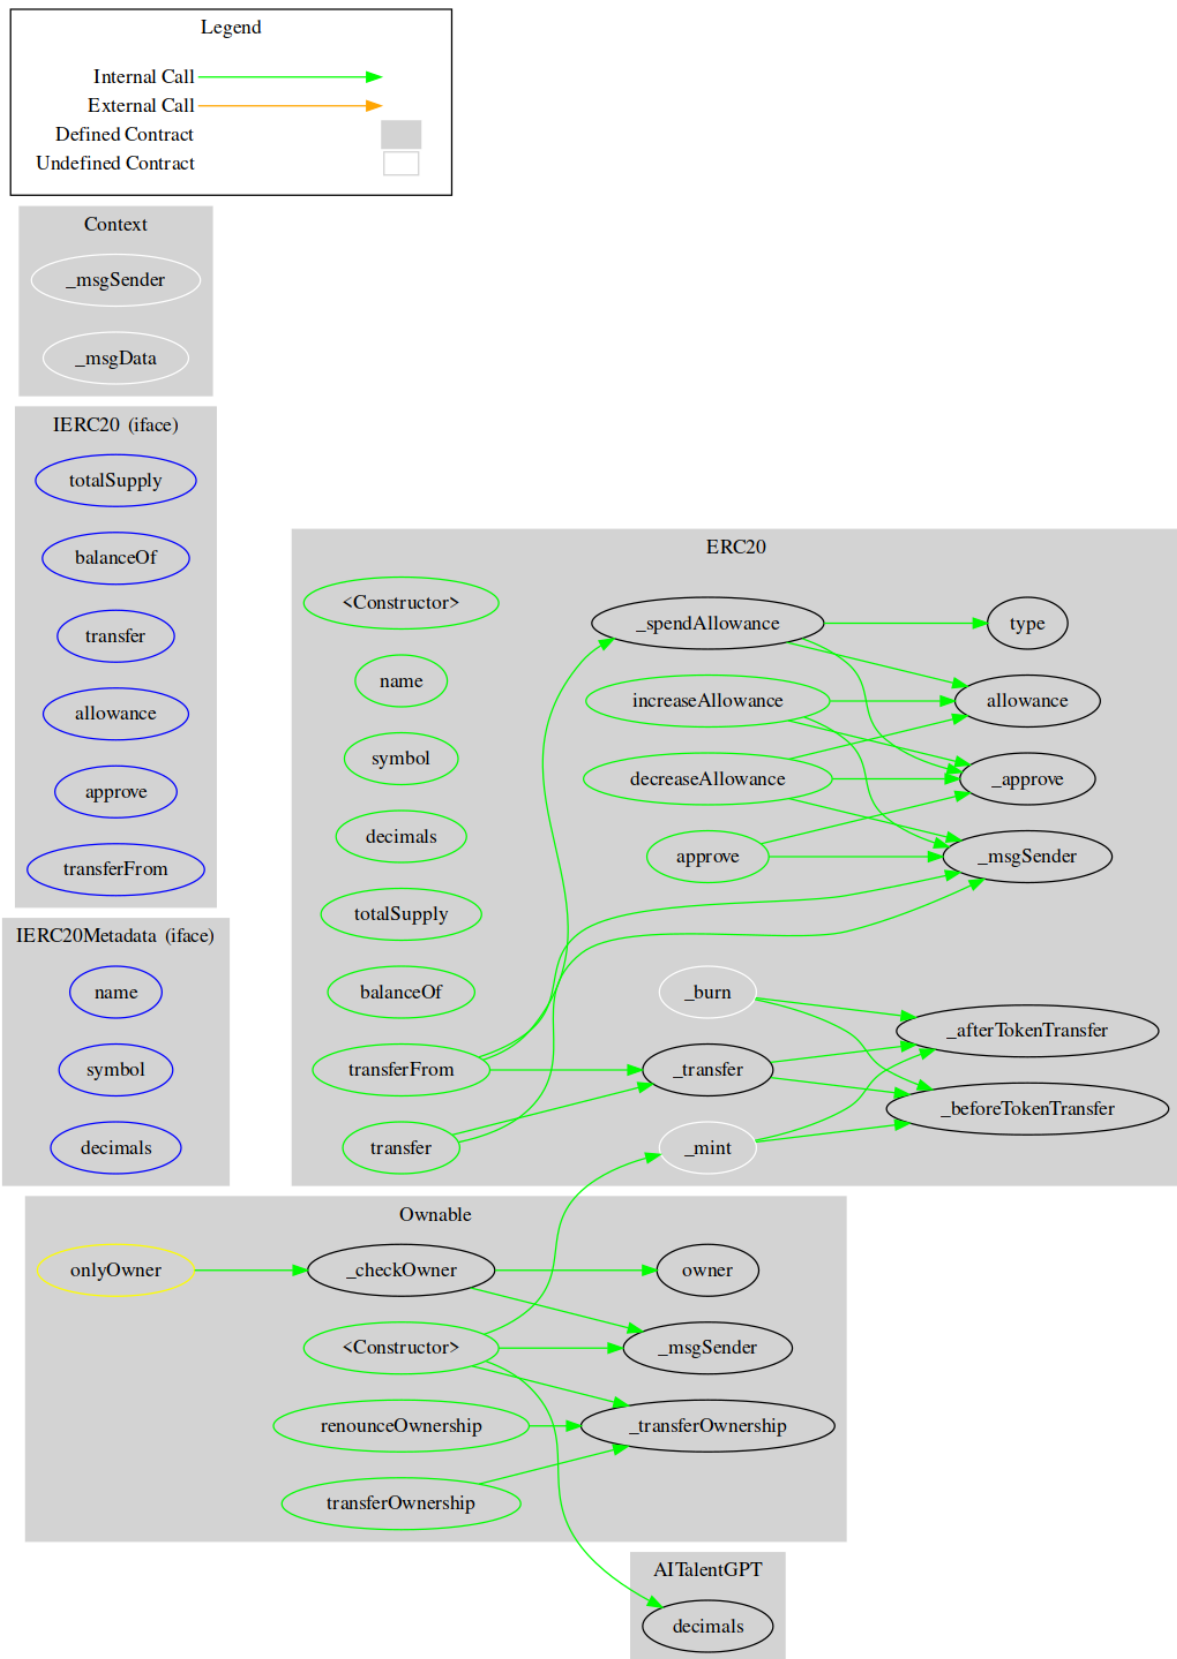 Legend
Internal Call
External Call
Defined Contract
Undefined Contract
Context
_msgSender
_msgData
IERC20 (iface)
totalSupply
balanceOf
transfer
allowance
approve
transferFrom
IERC20Metadata (iface)
name
symbol
decimals
ERC20
<Constructor>
name
symbol
decimals
totalSupply
balanceOf
transferFrom
transfer
_spendAllowance
increaseAllowance
decreaseAllowance
approve
_burn
_transfer
_mint
type
allowance
_approve
_msgSender
_afterTokenTransfer
_beforeTokenTransfer
Ownable
onlyOwner
_checkOwner
<Constructor>
renounceOwnership
transferOwnership
owner
_msgSender
_transferOwnership
AITalentGPT
decimals